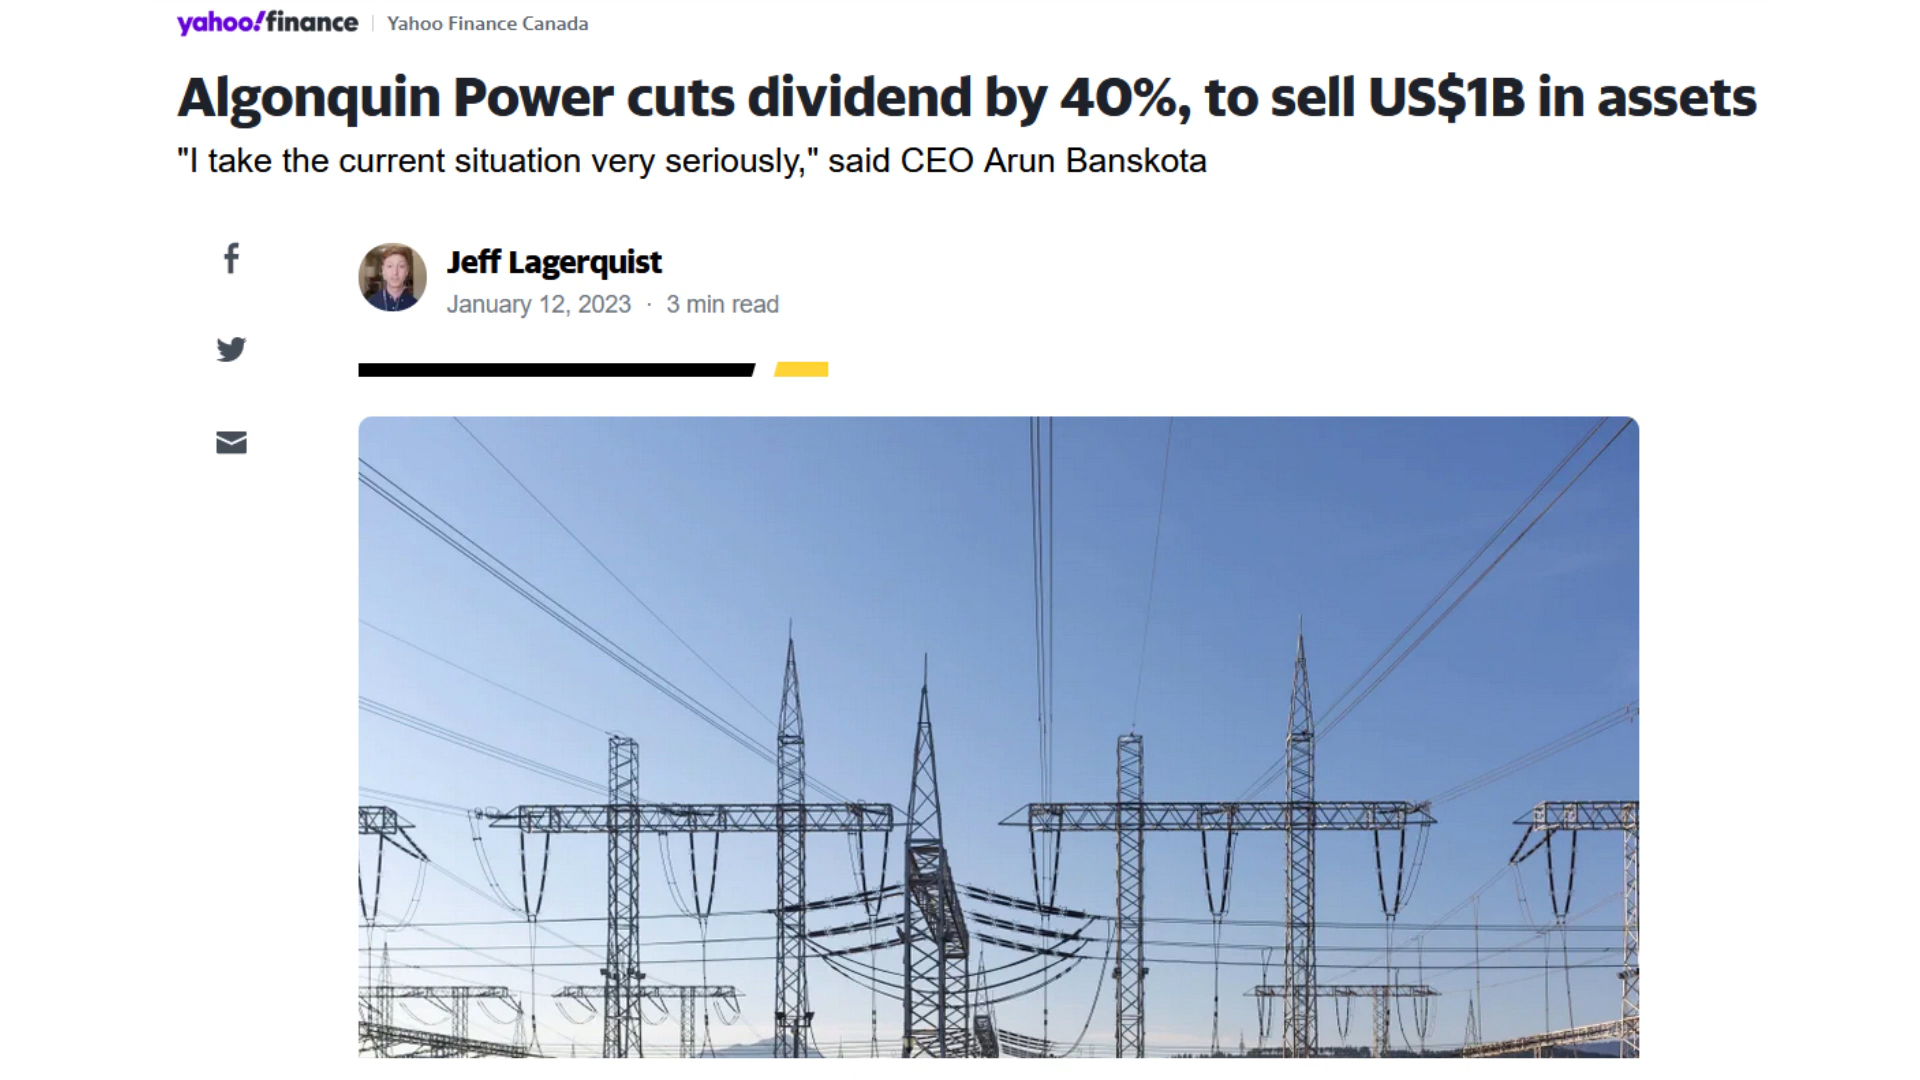 yahoo!finance | Yahoo Finance Canada
Algonquin Power cuts dividend by 40%, to sell US$1B in assets
"I take the current situation very seriously," said CEO Arun Banskota
Jeff Lagerquist
January 12, 2023 · 3 min read